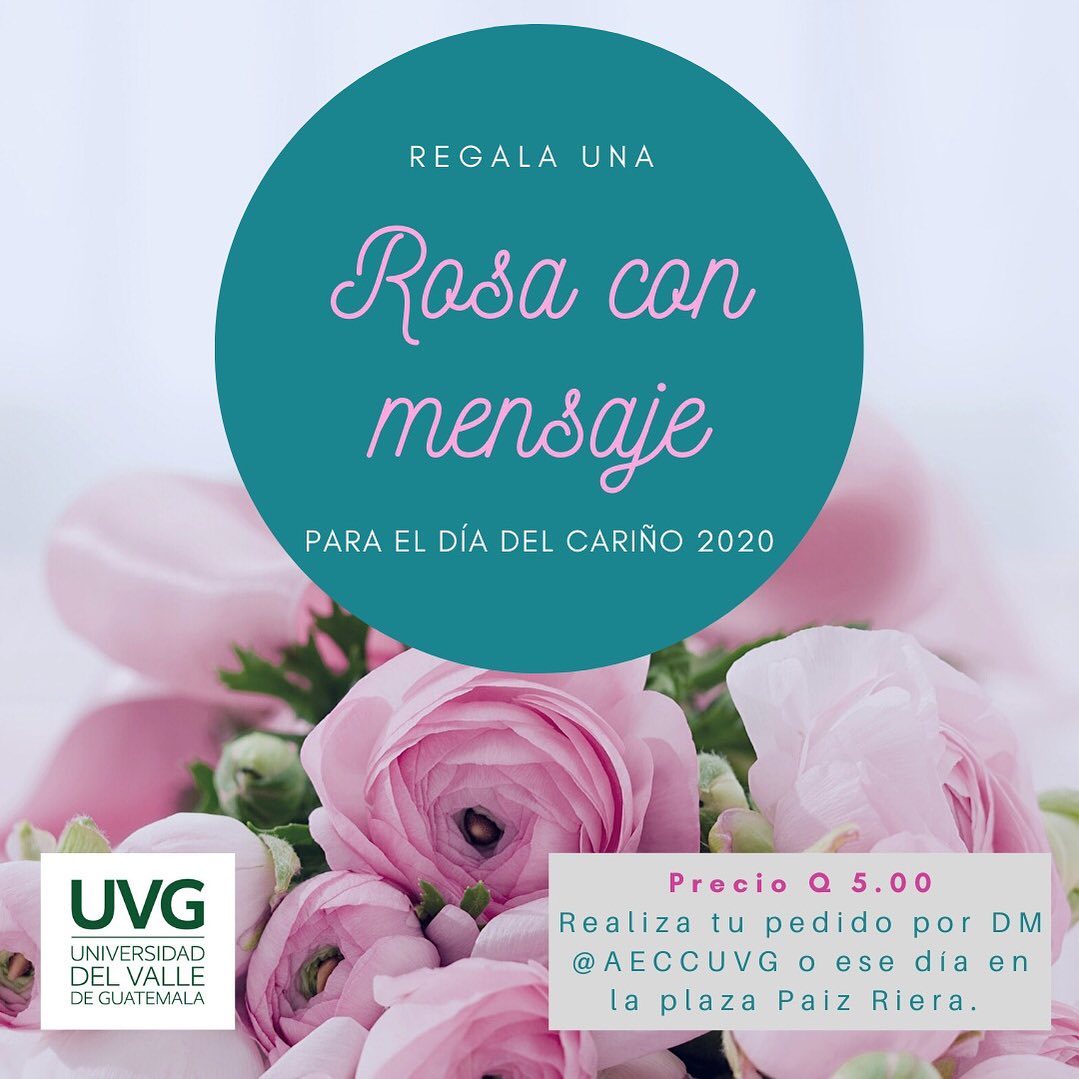 REGALA UNA
Rosa con
mensaje
PARA EL DÍA DEL CARIÑO 2020
UVG
UNIVERSIDAD
DEL VALLE
DE GUATEMALA
Precio Q 5.00
Realiza tu pedido por DM
@AECCUVG o ese día en
la plaza Paiz Riera.